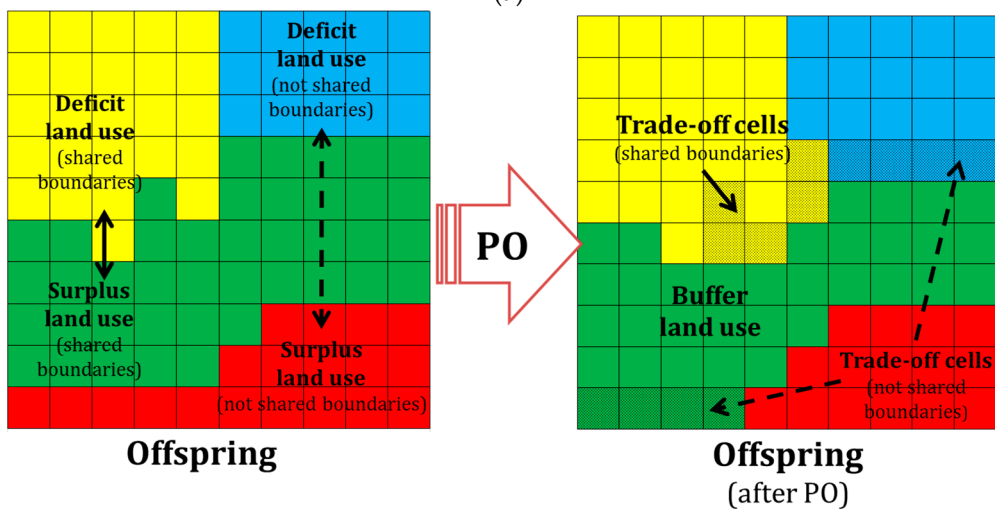 Deficit
land use
(shared
boundaries)
Deficit
land use
(not shared
boundaries)
Surplus
land use
(shared
boundaries)
Surplus
land use
(not shared boundaries)
Offspring
PO
Trade-off cells
(shared boundaries)
Buffer
land use
Trade-off cells
(not shared
boundaries)
Offspring
(after PO)